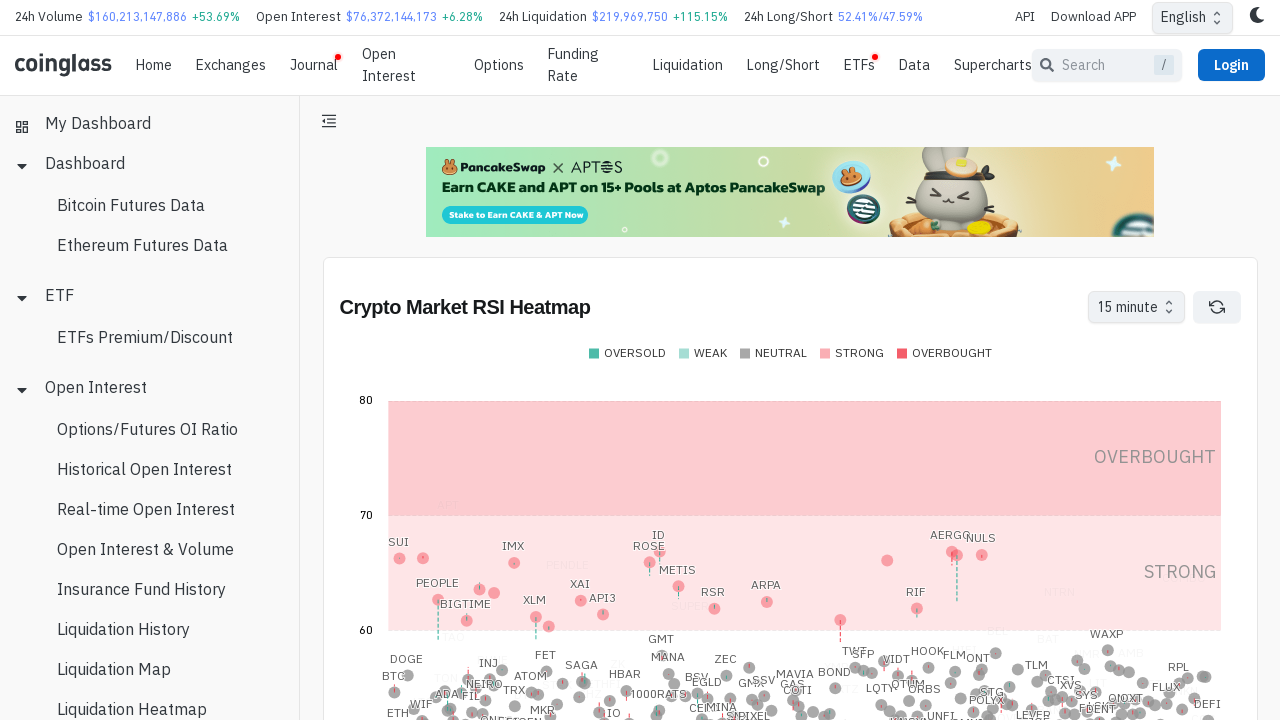 24h Volume $160,213,147,886 +53.69% Open Interest $76,372,144,173 +6.28% 24h Liquidation $219,969,750 +115.15% 24h Long/Short 52.41%/47.59% API Download APP English
coinglass Home Exchanges Journal Open Interest Options Funding Rate Liquidation Long/Short ETFs Data Supercharts Search / Login
My Dashboard
Dashboard
Bitcoin Futures Data
Ethereum Futures Data
ETF
ETFs Premium/Discount
Open Interest
Options/Futures OI Ratio
Historical Open Interest
Real-time Open Interest
Open Interest & Volume
Insurance Fund History
Liquidation History
Liquidation Map
Liquidation Heatmap
PancakeSwap × APTOS
Earn CAKE and APT on 15+ Pools at Aptos PancakeSwap
Stake to Earn CAKE & APT Now
Crypto Market RSI Heatmap 15 minute
OVERSOLD WEAK NEUTRAL STRONG OVERBOUGHT
80
OVERBOUGHT
70
SUI IMX ROSE ID AERGO NULS
STRONG
PEOPLE BIGTIME XLM XAI API3 METIS RSR ARPA RIF
60
GMT WAXP
DOGE INJ FET SAGA MANA ZEC BOND VIDT HOOK FLM ONT TLM RPL
BTC NEIRO ATOM HBAR BSV CELO SSV MAVIA CTSI
ADA FIL TRX 1000RATS GAS COTI LQTY QTUM ORBS STG XVS SYS FLUX
ETH WIF MKR IO MINA PIXEL UNFI POLYX LEVER DENT OXT DEFI